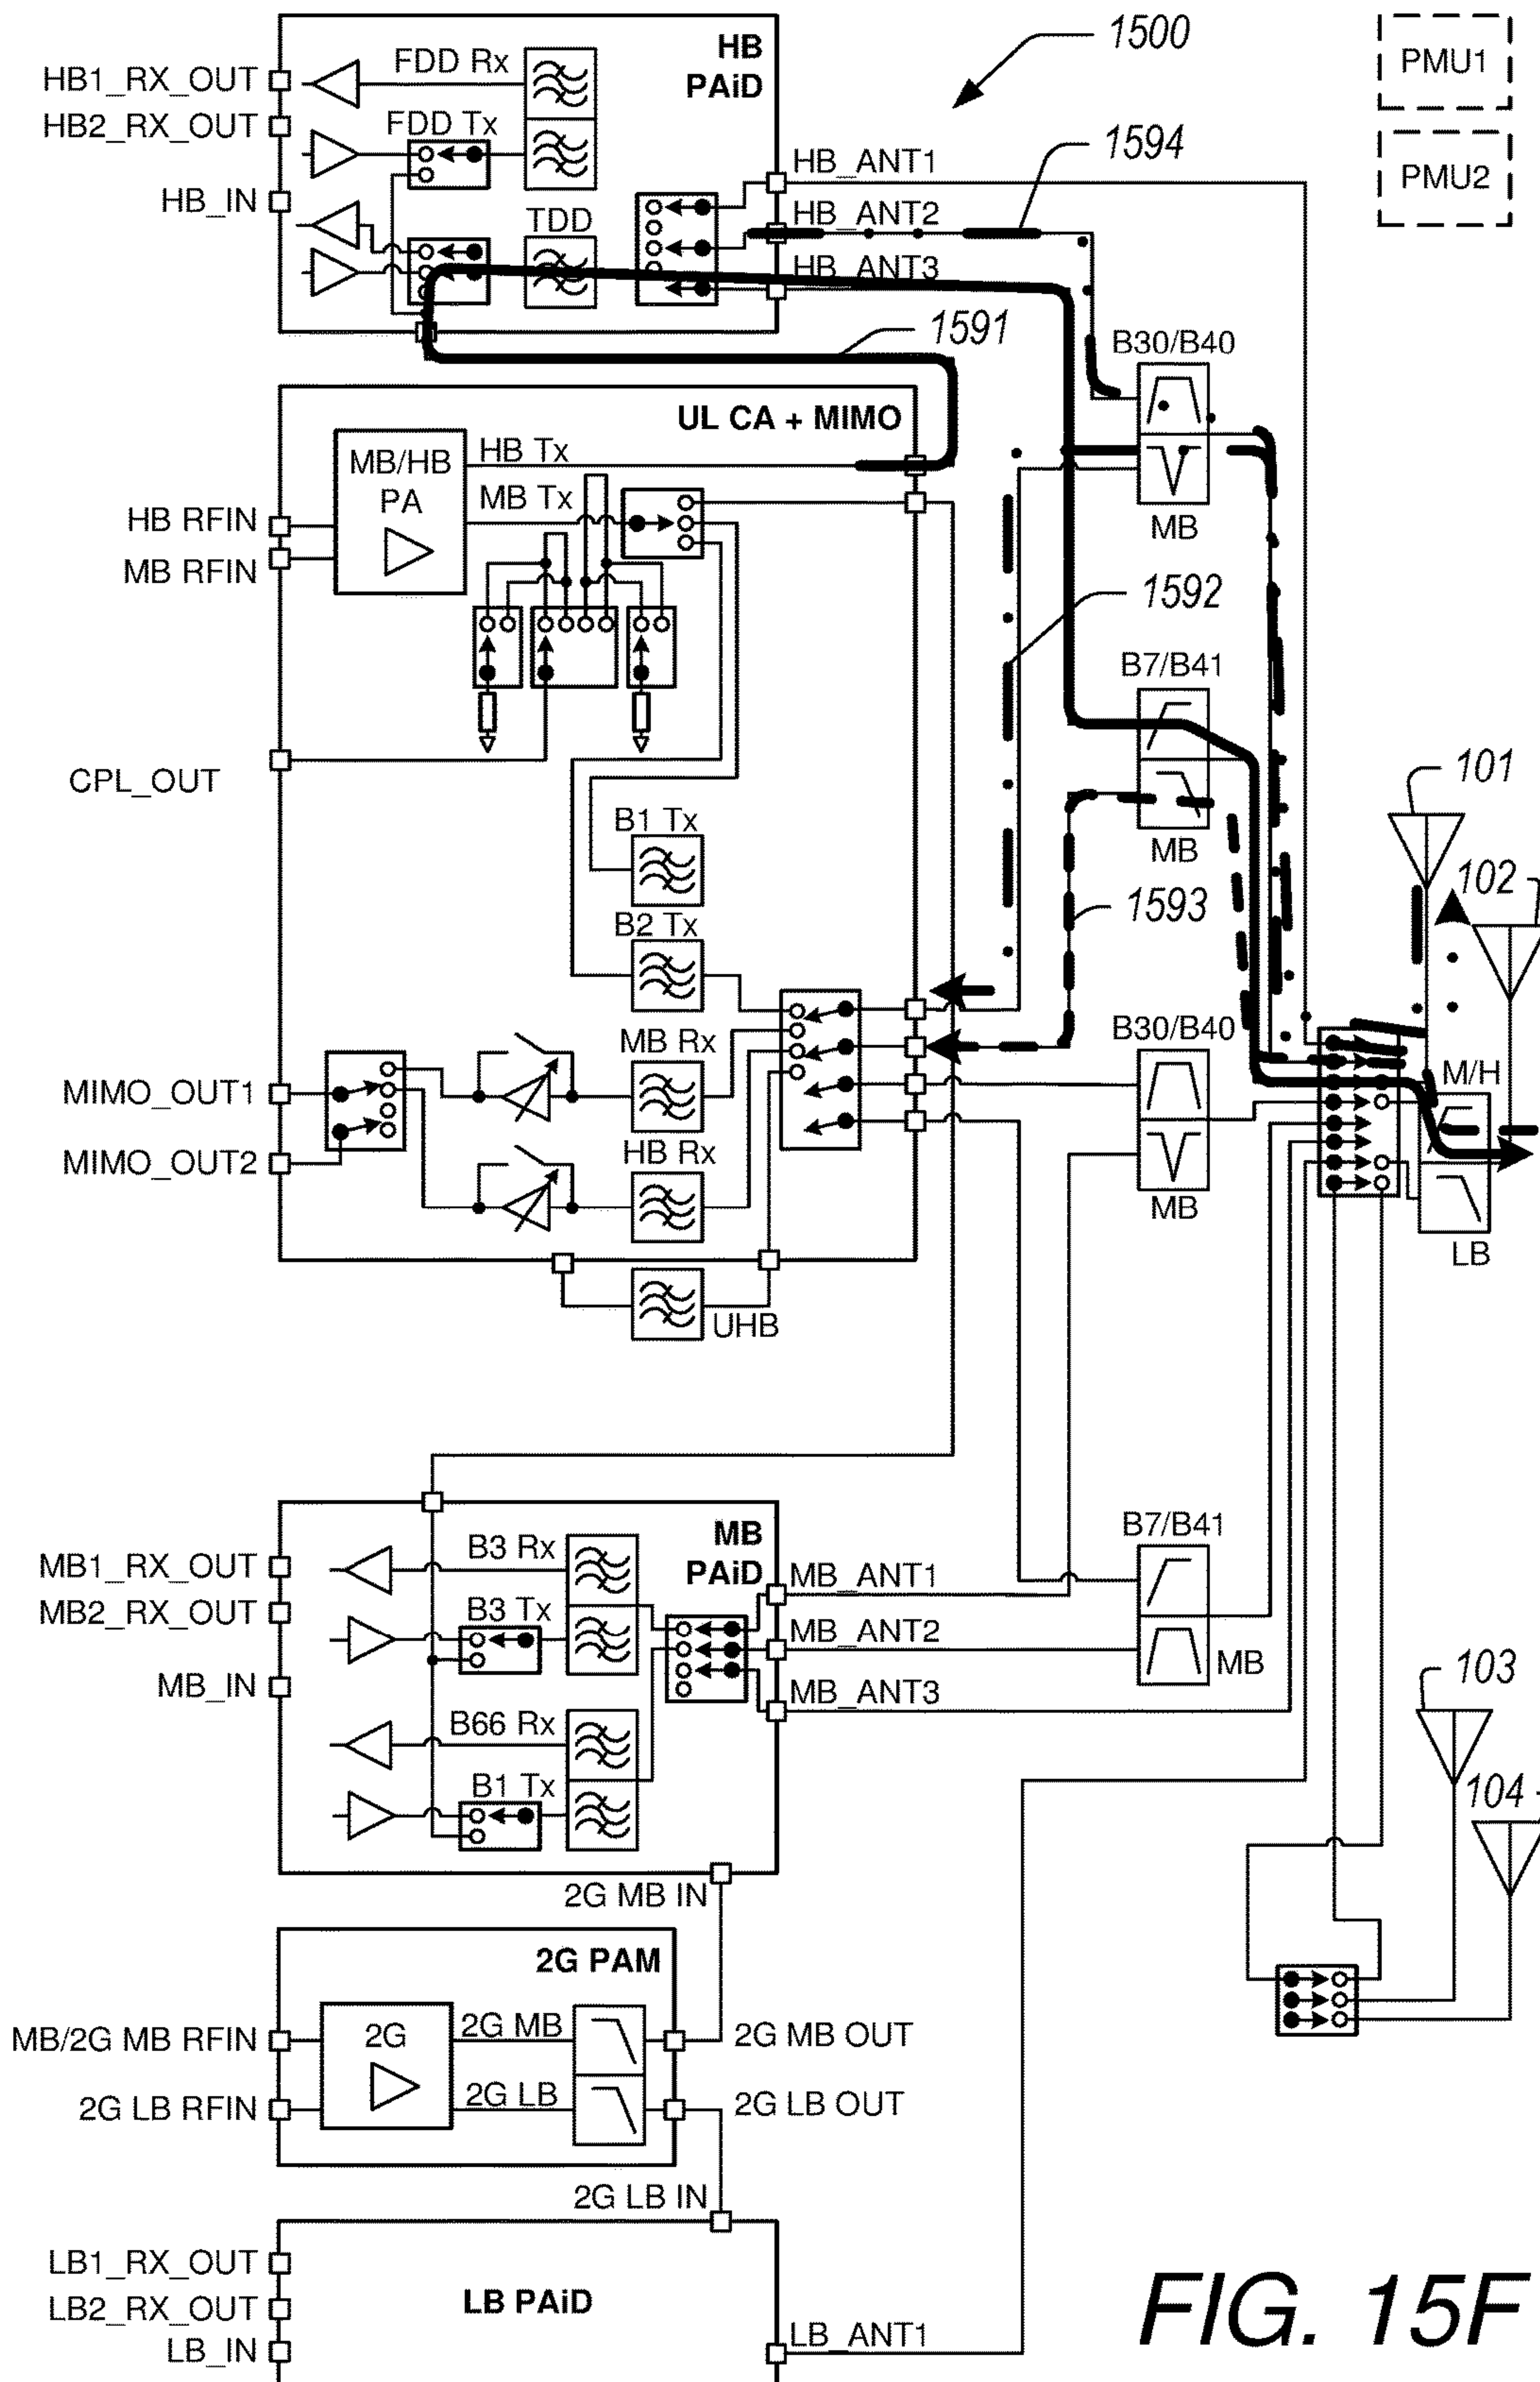 HB
PAiD
1500
PMU1
HB1_RX_OUT
FDD Rx
HB2_RX_OUT
FDD Tx
1594
HB_ANT1
PMU2
HB_IN
TDD
HB_ANT2
HB_ANT3
1591
B30/B40
UL CA + MIMO
MB/HB
PA
HB Tx
MB Tx
HB RFIN
MB RFIN
MB
1592
B7/B41
CPL_OUT
101
B1 Tx
MB
102
1593
B2 Tx
B30/B40
MB Rx
M/H
MIMO_OUT1
HB Rx
MIMO_OUT2
MB
LB
UHB
B7/B41
MB
PAiD
MB1_RX_OUT
B3 Rx
MB_ANT1
MB2_RX_OUT
B3 Tx
MB_ANT2
MB
103
MB_IN
MB_ANT3
B66 Rx
B1 Tx
104
2G MB IN
2G PAM
MB/2G MB RFIN
2G
2G MB
2G MB OUT
2G LB RFIN
2G LB
2G LB OUT
2G LB IN
LB1_RX_OUT
LB PAiD
LB2_RX_OUT
LB_IN
LB_ANT1
FIG. 15F